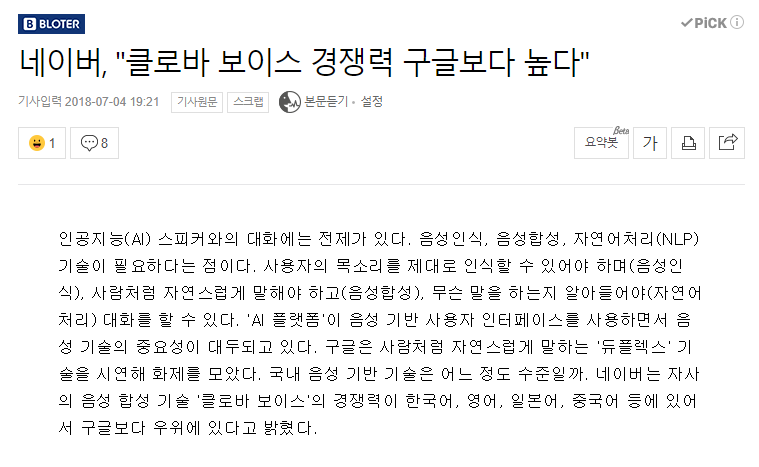 B BLOTER
PiCK
네이버, "클로바 보이스 경쟁력 구글보다 높다"
기사입력 2018-07-04 19:21 기사원문 스크랩 본문듣기 · 설정
1 8 요약봇 Beta 가
인공지능(AI) 스피커와의 대화에는 전제가 있다. 음성인식, 음성합성, 자연어처리(NLP)
기술이 필요하다는 점이다. 사용자의 목소리를 제대로 인식할 수 있어야 하며(음성인
식), 사람처럼 자연스럽게 말해야 하고(음성합성), 무슨 말을 하는지 알아들어야(자연어
처리) 대화를 할 수 있다. 'AI 플랫폼'이 음성 기반 사용자 인터페이스를 사용하면서 음
성 기술의 중요성이 대두되고 있다. 구글은 사람처럼 자연스럽게 말하는 '듀플렉스' 기
술을 시연해 화제를 모았다. 국내 음성 기반 기술은 어느 정도 수준일까. 네이버는 자사
의 음성 합성 기술 '클로바 보이스'의 경쟁력이 한국어, 영어, 일본어, 중국어 등에 있어
서 구글보다 우위에 있다고 밝혔다.